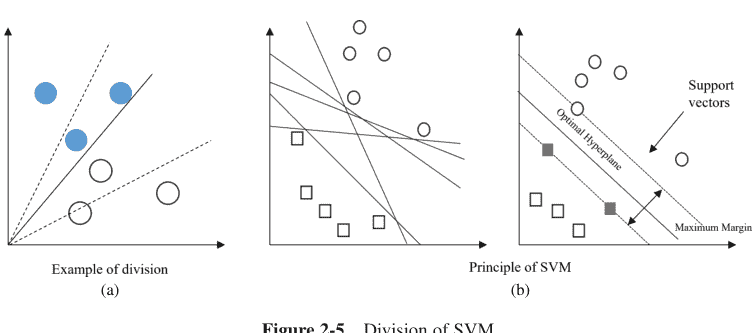 Support
vectors
Optimal Hyperplane
Maximum Margin
Example of division
Principle of SVM
(a)
(b)
Figure 2-5 Division of SVM